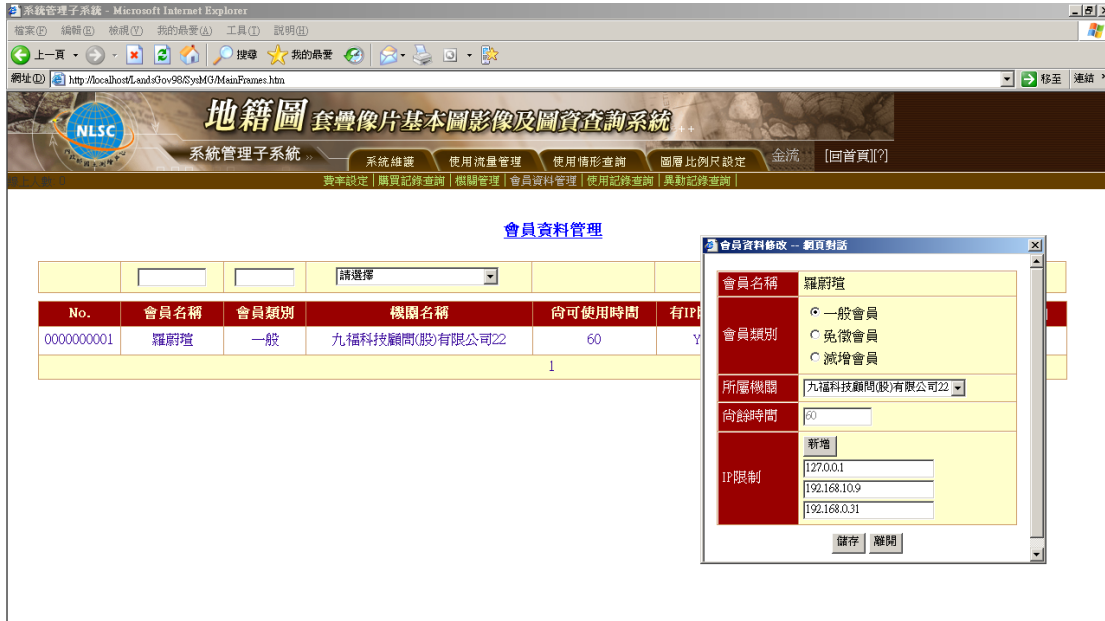 系統管理子系統 - Microsoft Internet Explorer
檔案(F) 編輯(E) 檢視(V) 我的最愛(A) 工具(T) 說明(H)
上一頁 搜尋 我的最愛
網址(D) http://localhost/LandsGov98/SysMG/MainFrames.htm 移至 連結 »
NLSC
地籍圖套疊像片基本圖影像及圖資查詢系統
系統管理子系統 »
系統維護 使用流量管理 使用情形查詢 圖層比例尺設定 金流 [回首頁][?]
線上人數: 0
費率設定 | 購買記錄查詢 | 機關管理 | 會員資料管理 | 使用記錄查詢 | 異動記錄查詢 |
會員資料管理
請選擇
No. 會員名稱 會員類別 機關名稱 尚可使用時間 有IP
0000000001 羅蔚瑄 一般 九福科技顧問(股)有限公司22 60 Y
1
會員資料修改 -- 網頁對話
會員名稱 羅蔚瑄
會員類別
一般會員
免徵會員
減增會員
所屬機關 九福科技顧問(股)有限公司22
尚餘時間 60
IP限制
新增
127.0.0.1
192.168.10.9
192.168.0.31
儲存 離開